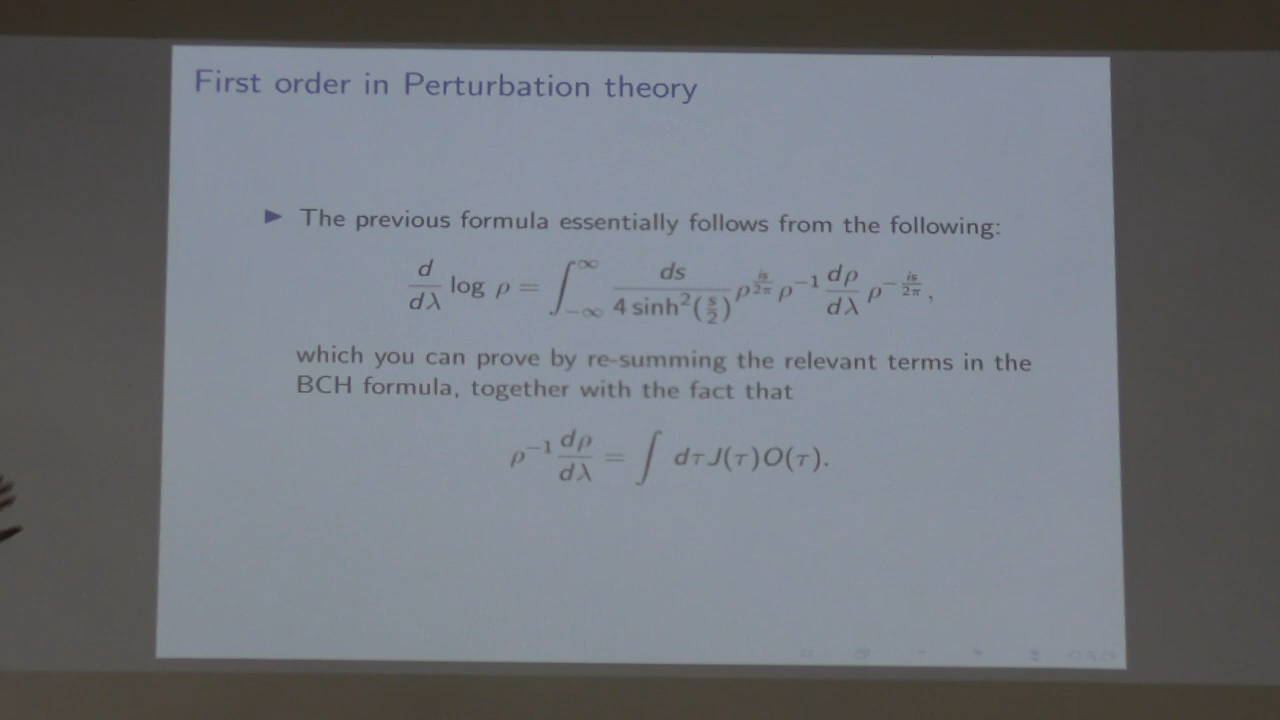 First order in Perturbation theory
▶ The previous formula essentially follows from the following:
d/dλ log ρ = ∫_{-∞}^{∞} ds / (4 sinh²(s/2)) ρ^{is/2π} ρ^{-1} dρ/dλ ρ^{-is/2π},
which you can prove by re-summing the relevant terms in the
BCH formula, together with the fact that
ρ^{-1} dρ/dλ = ∫ dτJ(τ)O(τ).